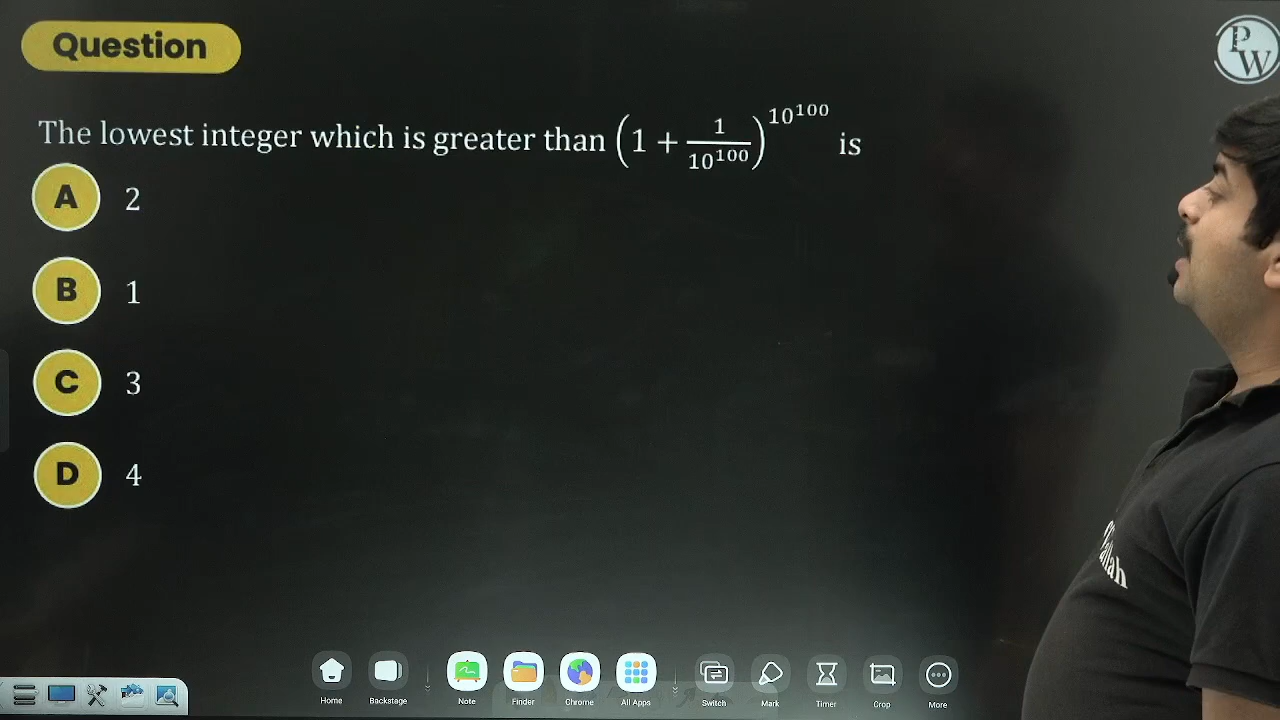 Question
PW
The lowest integer which is greater than (1 + 1/10^100)^10^100 is
A 2
B 1
C 3
D 4
Home Backstage Note Finder Chrome All Apps Switch Mark Timer Crop More